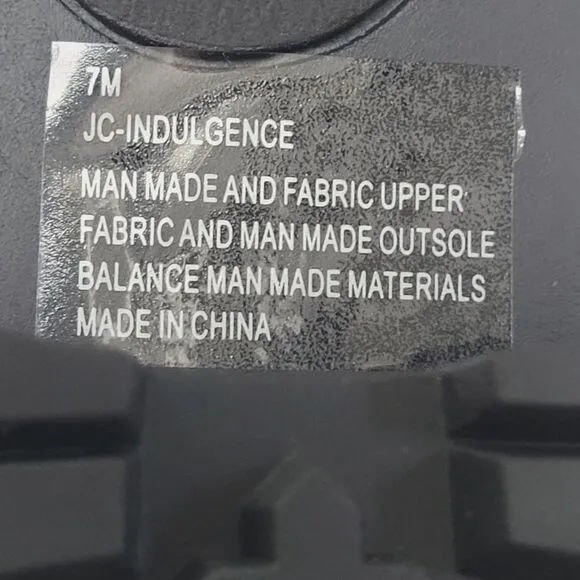 7M
JC-INDULGENCE
MAN MADE AND FABRIC UPPER
FABRIC AND MAN MADE OUTSOLE
BALANCE MAN MADE MATERIALS
MADE IN CHINA